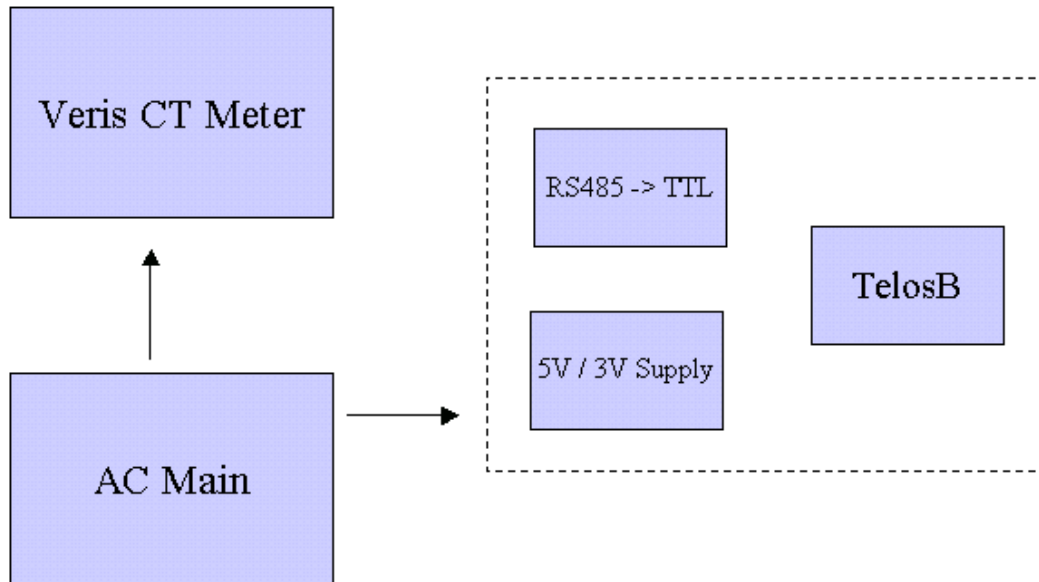 Veris CT Meter
RS485 -> TTL
TelosB
5V / 3V Supply
AC Main